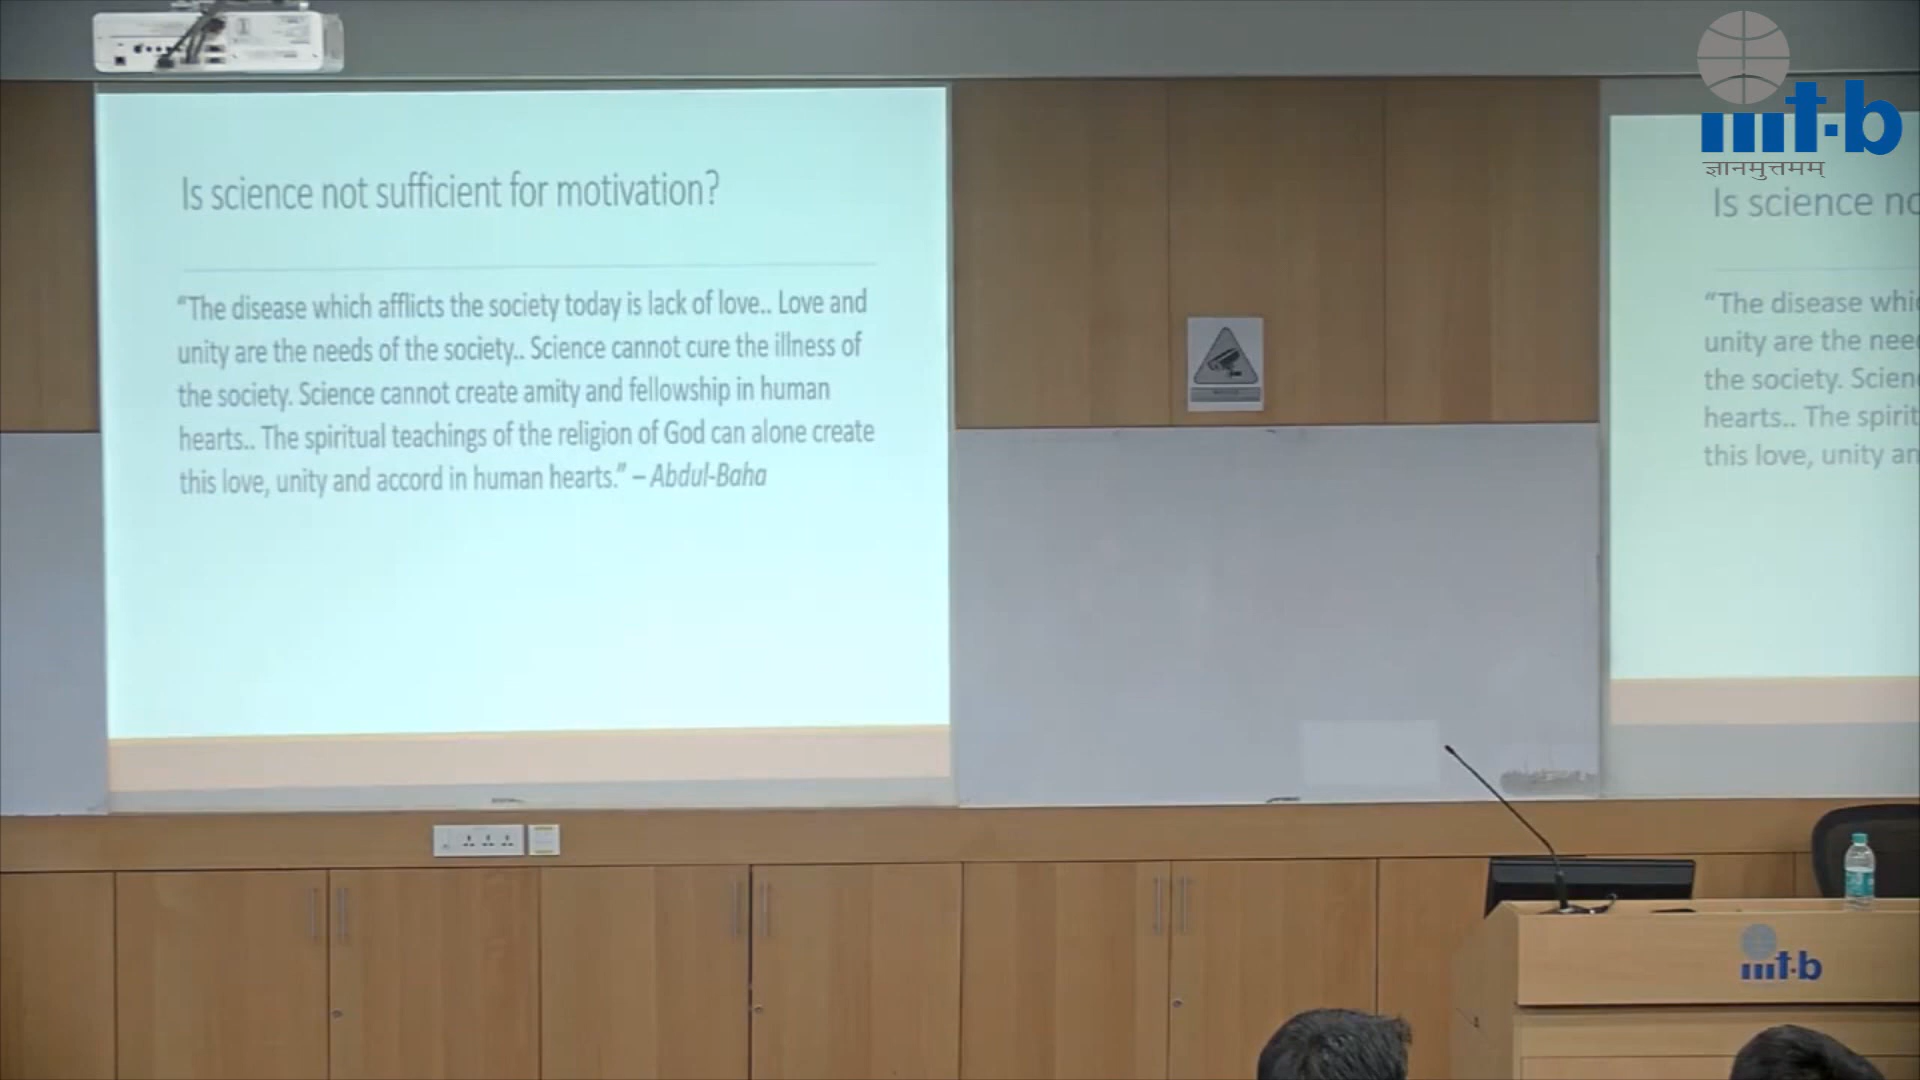 Is science not sufficient for motivation?
“The disease which afflicts the society today is lack of love.. Love and
unity are the needs of the society.. Science cannot cure the illness of
the society. Science cannot create amity and fellowship in human
hearts.. The spiritual teachings of the religion of God can alone create
this love, unity and accord in human hearts.” – Abdul-Baha
iiit-b
ज्ञानमुत्तमम्
Is science no
“The disease whic
unity are the need
the society. Scien
hearts.. The spirit
this love, unity an
iiit-b